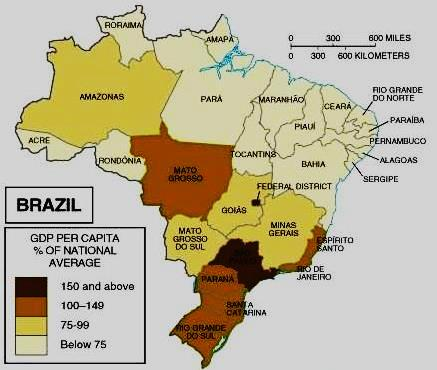 RORAIMA
AMAPÁ
0 300 600 MILES
0 300 600 KILOMETERS
AMAZONAS
PARÁ
MARANHÃO
CEARÁ
RIO GRANDE
DO NORTE
PARAÍBA
PIAUÍ
PERNAMBUCO
ACRE
RONDÔNIA
TOCANTINS
ALAGOAS
BAHIA
SERGIPE
MATO
GROSSO
FEDERAL DISTRICT
GOIÁS
BRAZIL
MATO
GROSSO
DO SUL
MINAS
GERAIS
ESPÍRITO
SANTO
GDP PER CAPITA
% OF NATIONAL
AVERAGE
150 and above
100–149
75-99
Below 75
RIO DE
JANEIRO
PARANÁ
SANTA
CATARINA
RIO GRANDE
DO SUL